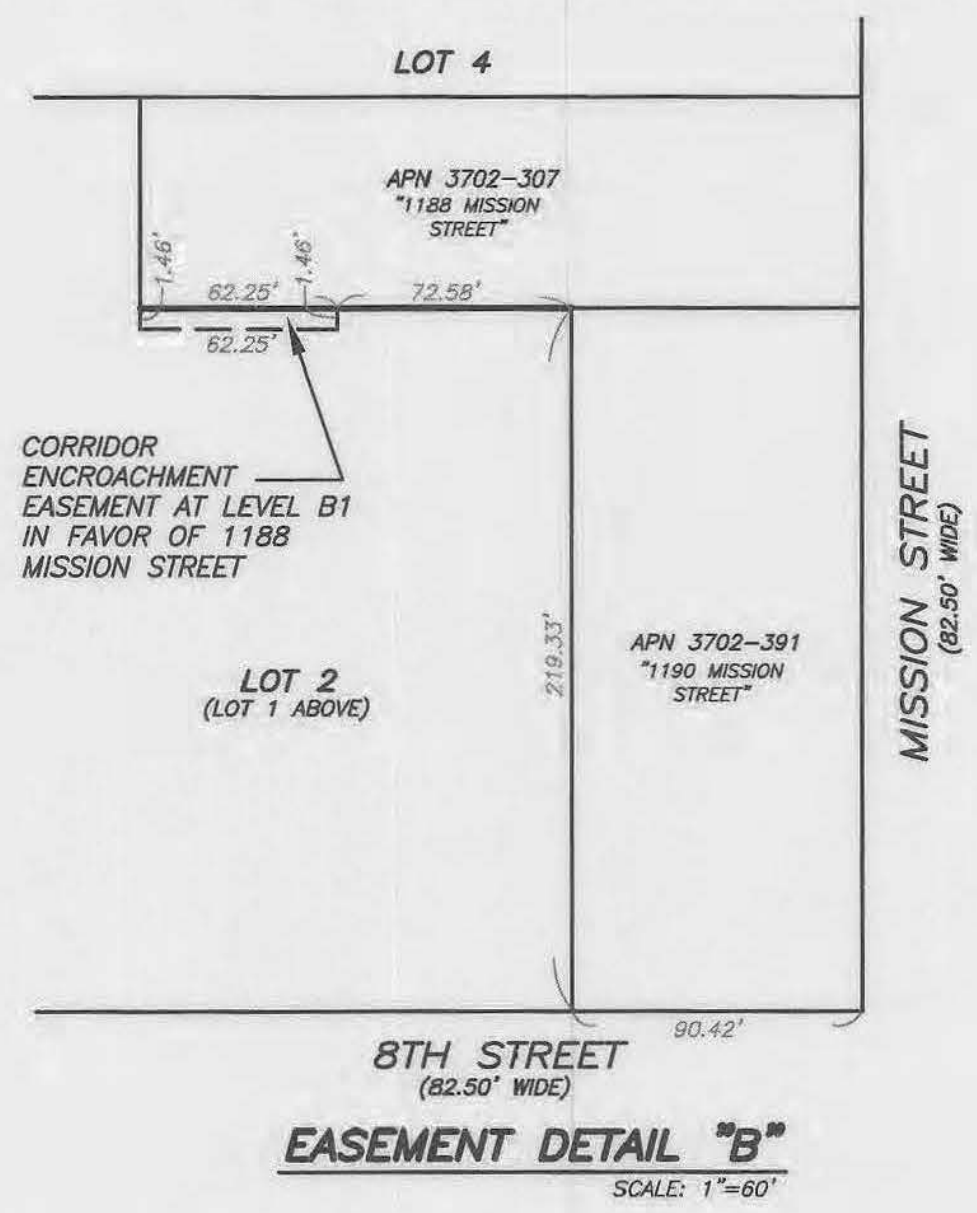 LOT 4
APN 3702-307
"1188 MISSION
STREET"
1.46'
62.25'
1.46'
72.58'
62.25'
CORRIDOR
ENCROACHMENT
EASEMENT AT LEVEL B1
IN FAVOR OF 1188
MISSION STREET
LOT 2
(LOT 1 ABOVE)
219.33'
APN 3702-391
"1190 MISSION
STREET"
MISSION STREET
(82.50' WIDE)
90.42'
8TH STREET
(82.50' WIDE)
EASEMENT DETAIL "B"
SCALE: 1"=60'